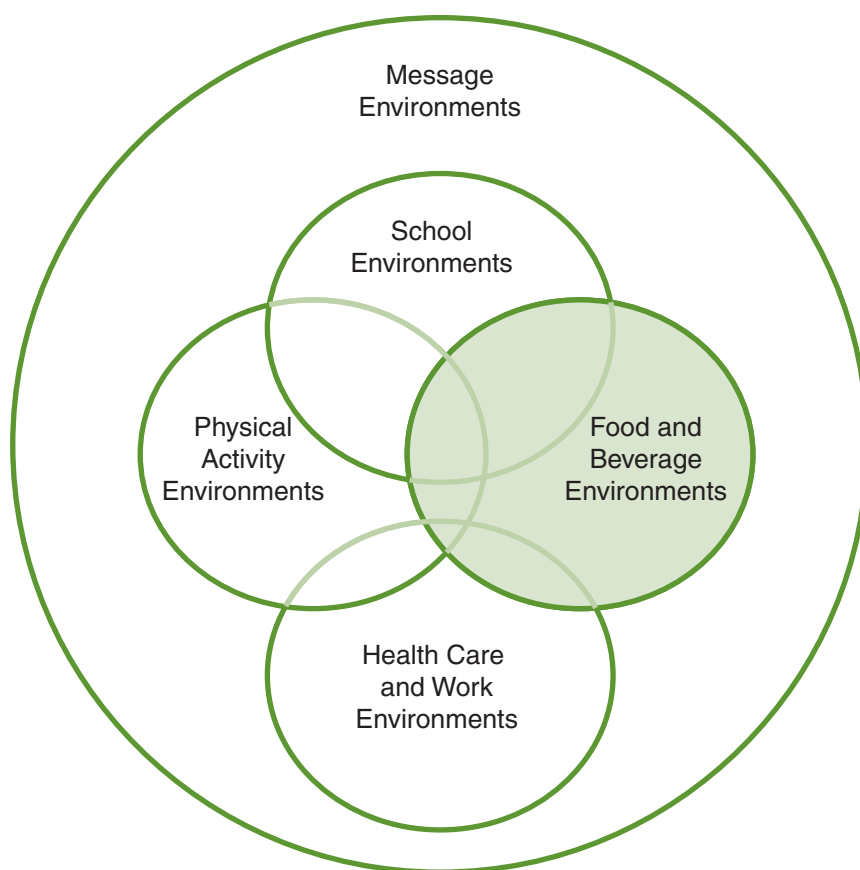 Message
Environments
School
Environments
Physical
Activity
Environments
Food and
Beverage
Environments
Health Care
and Work
Environments